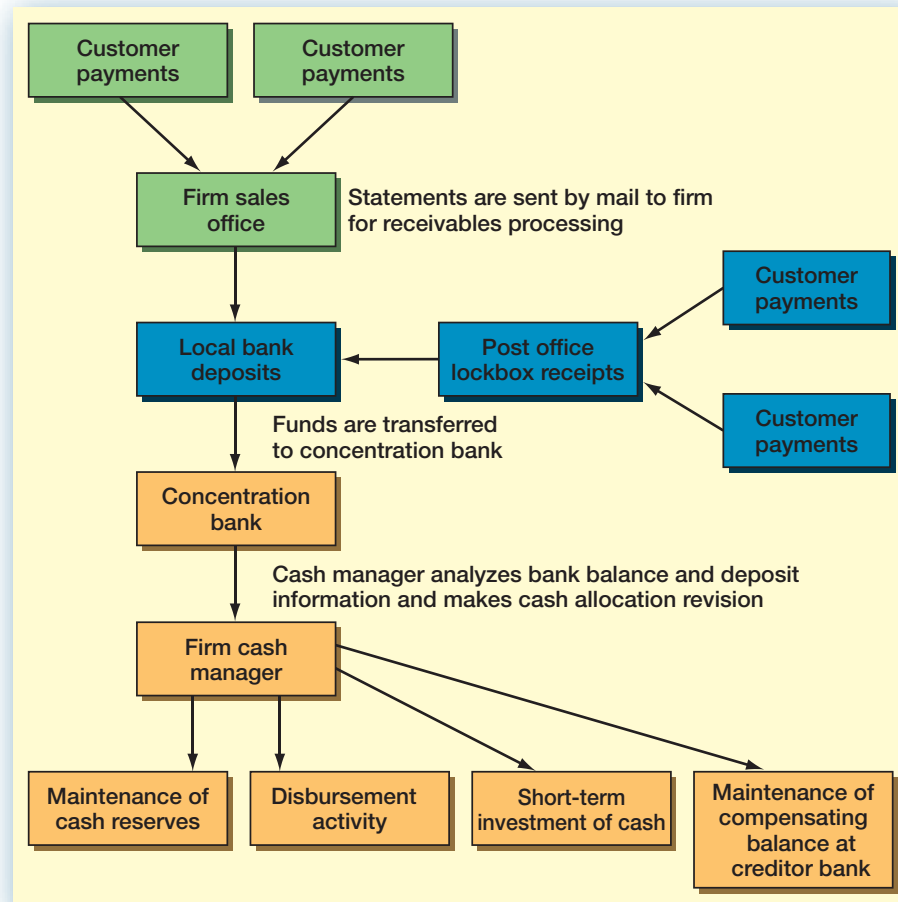 Customer
payments
Customer
payments
Firm sales
office
Statements are sent by mail to firm
for receivables processing
Customer
payments
Local bank
deposits
Post office
lockbox receipts
Customer
payments
Funds are transferred
to concentration bank
Concentration
bank
Cash manager analyzes bank balance and deposit
information and makes cash allocation revision
Firm cash
manager
Maintenance of
cash reserves
Disbursement
activity
Short-term
investment of cash
Maintenance of
compensating
balance at
creditor bank